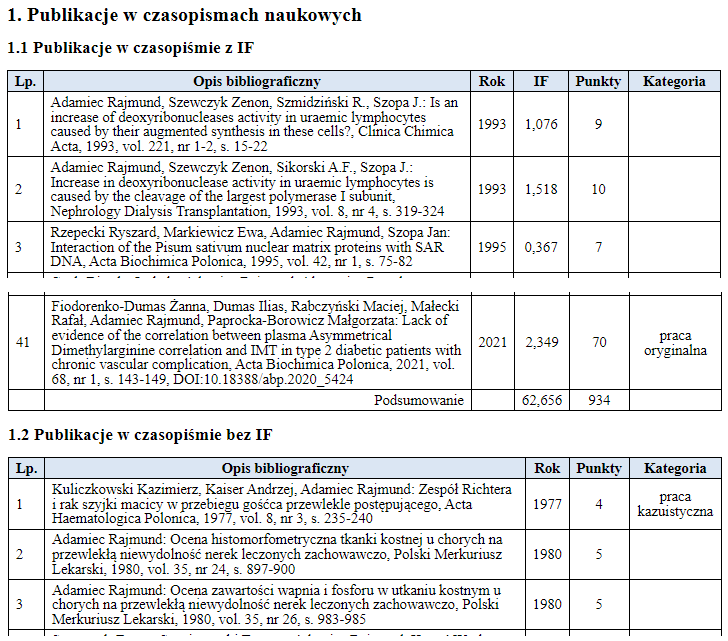 1. Publikacje w czasopismach naukowych
1.1 Publikacje w czasopiśmie z IF
Lp. Opis bibliograficzny Rok IF Punkty Kategoria
Adamiec Rajmund, Szewczyk Zenon, Szmidziński R., Szopa J.: Is an
increase of deoxyribonucleases activity in uraemic lymphocytes
1 caused by their augmented synthesis in these cells?, Clinica Chimica 1993 1,076 9
Acta, 1993, vol. 221, nr 1-2, s. 15-22
Adamiec Rajmund, Szewczyk Zenon, Sikorski A.F., Szopa J.:
Increase in deoxyribonuclease activity in uraemic lymphocytes is
2 caused by the cleavage of the largest polymerase I subunit, 1993 1,518 10
Nephrology Dialysis Transplantation, 1993, vol. 8, nr 4, s. 319-324
Rzepecki Ryszard, Markiewicz Ewa, Adamiec Rajmund, Szopa Jan:
3 Interaction of the Pisum sativum nuclear matrix proteins with SAR 1995 0,367 7
DNA, Acta Biochimica Polonica, 1995, vol. 42, nr 1, s. 75-82
Fiodorenko-Dumas Żanna, Dumas Ilias, Rabczyński Maciej, Małecki
Rafał, Adamiec Rajmund, Paprocka-Borowicz Małgorzata: Lack of
evidence of the correlation between plasma Asymmetrical
41 Dimethylarginine correlation and IMT in type 2 diabetic patients with 2021 2,349 70 praca oryginalna
chronic vascular complication, Acta Biochimica Polonica, 2021, vol.
68, nr 1, s. 143-149, DOI:10.18388/abp.2020_5424
Podsumowanie 62,656 934
1.2 Publikacje w czasopiśmie bez IF
Lp. Opis bibliograficzny Rok Punkty Kategoria
Kuliczkowski Kazimierz, Kaiser Andrzej, Adamiec Rajmund: Zespół Richtera
1 i rak szyjki macicy w przebiegu gośćca przewlekle postępującego, Acta 1977 4 praca kazuistyczna
Haematologica Polonica, 1977, vol. 8, nr 3, s. 235-240
Adamiec Rajmund: Ocena histomorfometryczna tkanki kostnej u chorych na
2 przewlekłą niewydolność nerek leczonych zachowawczo, Polski Merkuriusz 1980 5
Lekarski, 1980, vol. 35, nr 24, s. 897-900
Adamiec Rajmund: Ocena zawartości wapnia i fosforu w utkaniu kostnym u
3 chorych na przewlekłą niewydolność nerek leczonych zachowawczo, Polski 1980 5
Merkuriusz Lekarski, 1980, vol. 35, nr 26, s. 983-985